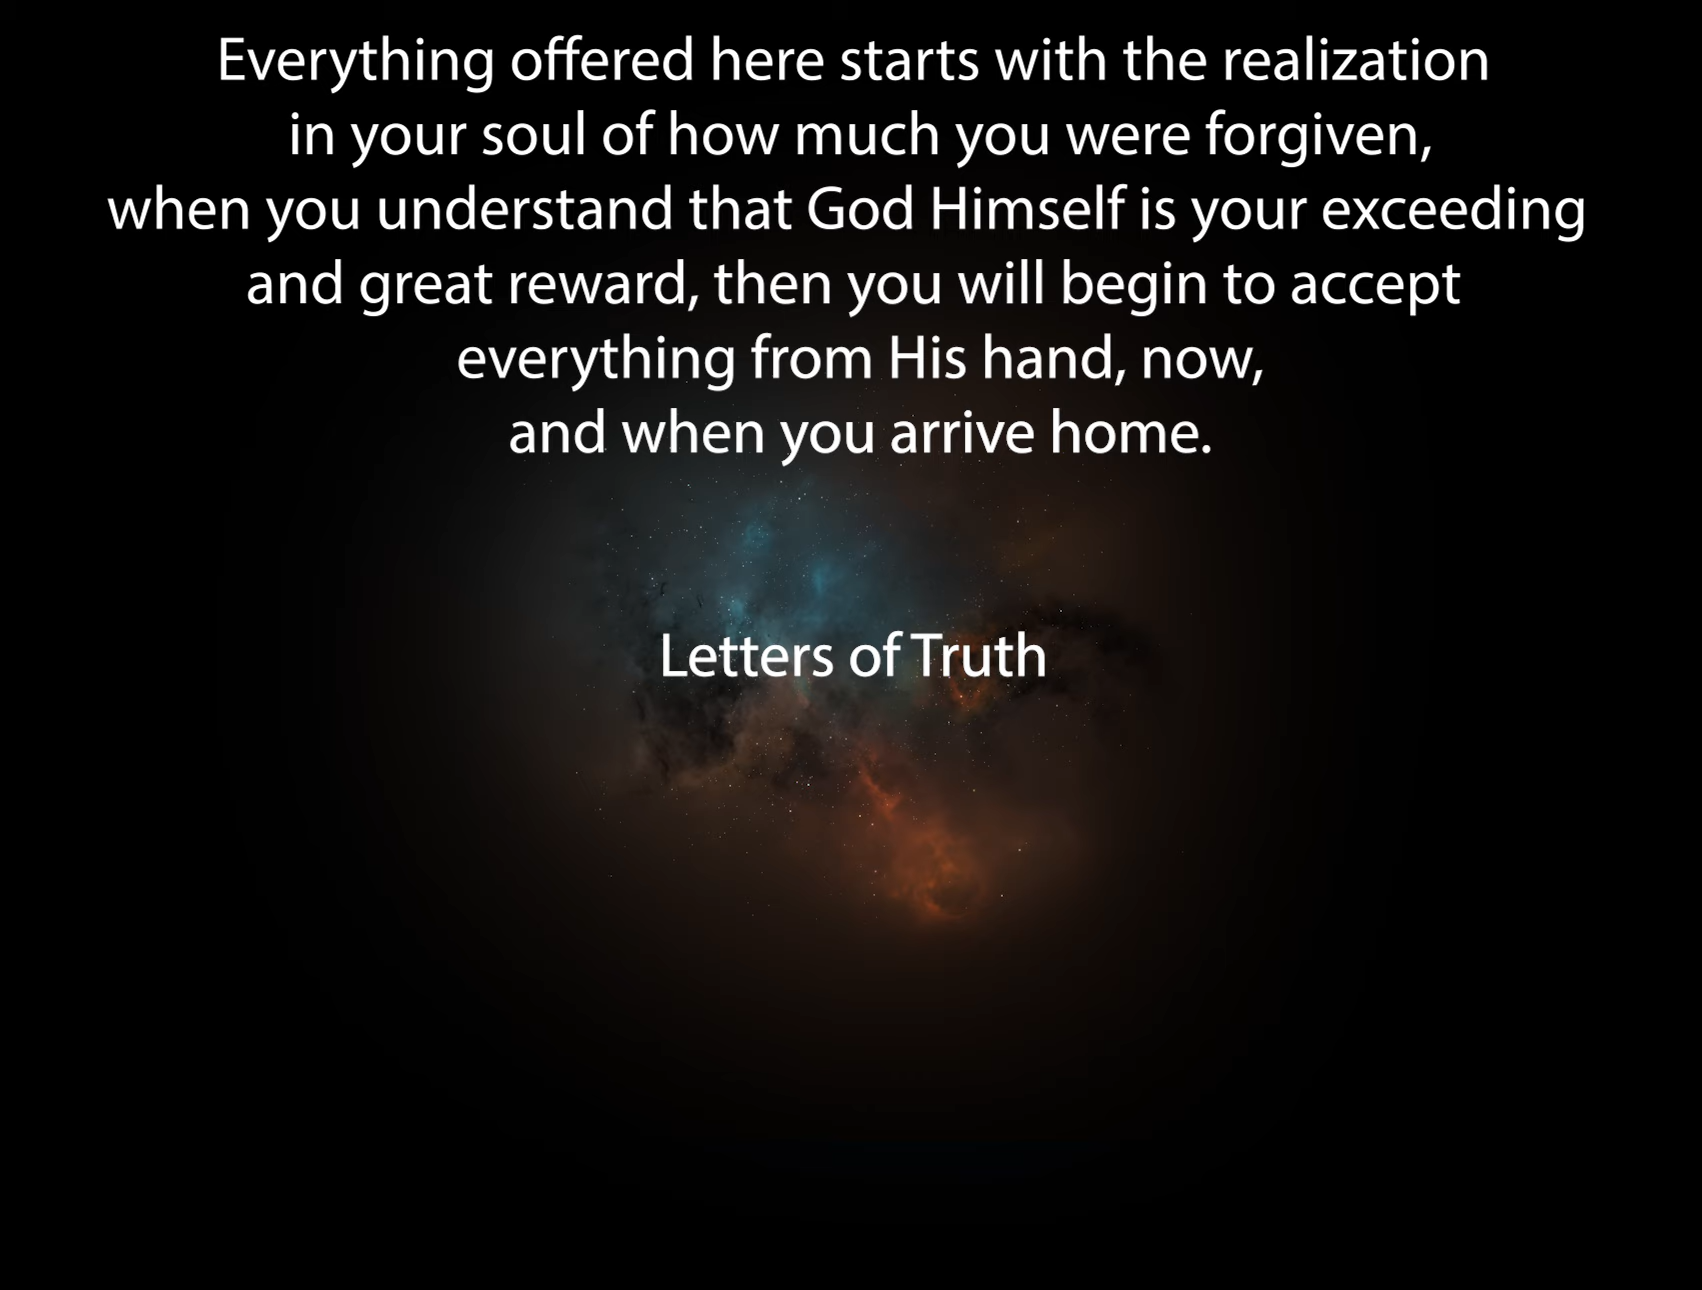 Everything offered here starts with the realization
in your soul of how much you were forgiven,
when you understand that God Himself is your exceeding
and great reward, then you will begin to accept
everything from His hand, now,
and when you arrive home.
Letters of Truth